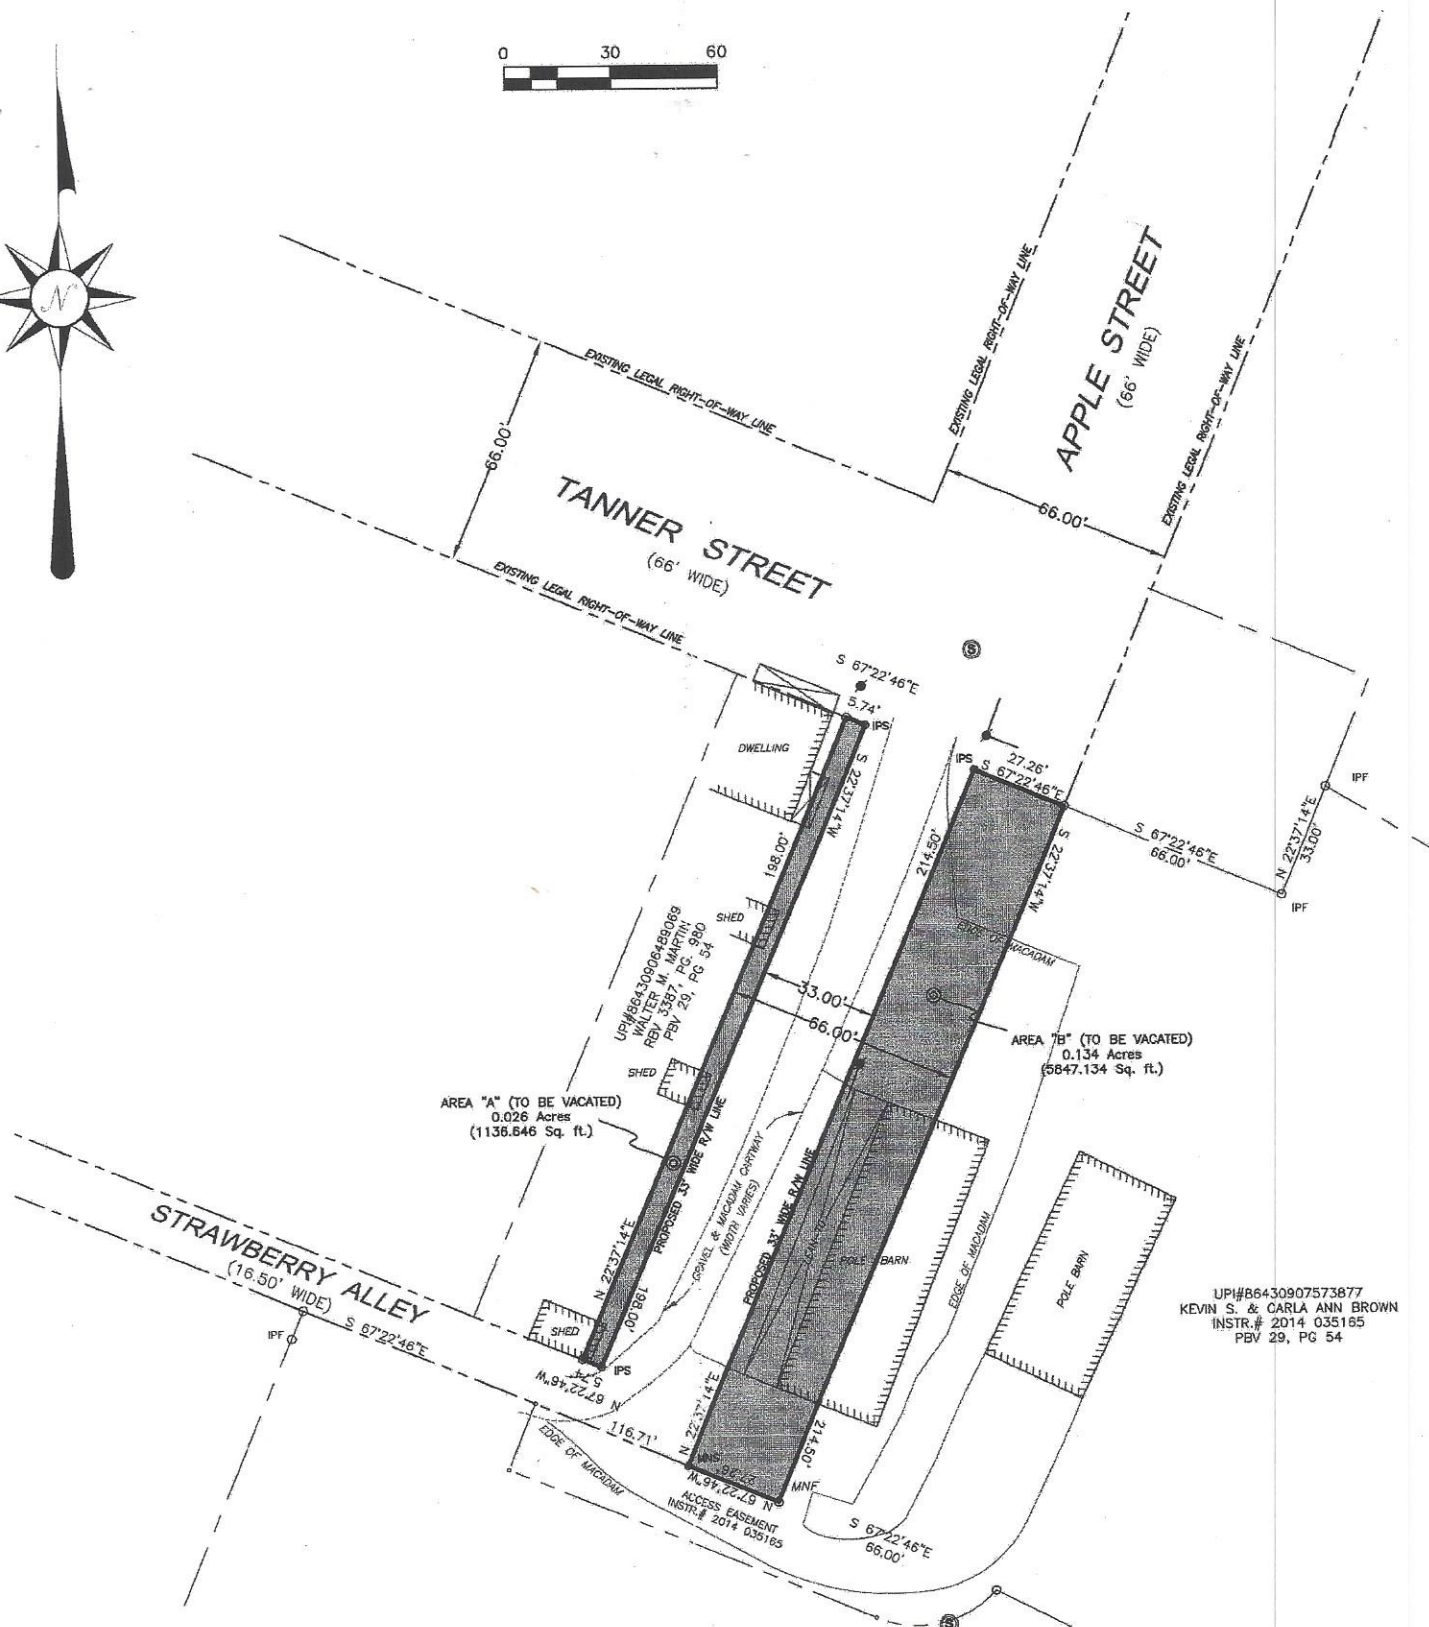 0 30 60
N
EXISTING LEGAL RIGHT-OF-WAY LINE
EXISTING LEGAL RIGHT-OF-WAY LINE
APPLE STREET
(66' WIDE)
EXISTING LEGAL RIGHT-OF-WAY LINE
66.00'
66.00'
TANNER STREET
(66' WIDE)
EXISTING LEGAL RIGHT-OF-WAY LINE
S
S 67°22'46"E
5.74'
IPS
DWELLING
IPS
27.26'
S 67°22'46"E
IPF
S 22°37'14"W
S 22°37'14"W
S 67°22'46"E
66.00'
N 22°37'14"E
33.00'
IPF
198.00'
214.50'
SHED
EDGE OF MACADAM
UPI#8643090648906​9
WALTER M. MARTIN
RBV 3387, PG. 980
PBV 29, PG 54
33.00'
66.00'
AREA "B" (TO BE VACATED)
0.134 Acres
(5847.134 Sq. ft.)
SHED
AREA "A" (TO BE VACATED)
0.026 Acres
(1136.646 Sq. ft.)
PROPOSED 33' WIDE R/W LINE
GRAVEL & MACADAM CARTWAY
(WIDTH VARIES)
PROPOSED 33' WIDE R/W LINE
LEAN-TO
POLE BARN
EDGE OF MACADAM
POLE BARN
STRAWBERRY ALLEY
(16.50' WIDE)
N 22°37'14"E
198.00'
UPI#86430907573877
KEVIN S. & CARLA ANN BROWN
INSTR.# 2014 035165
PBV 29, PG 54
IPF
S 67°22'46"E
SHED
IPS
N 67°22'46"W
5.74'
116.71'
N 22°37'14"E
214.50'
EDGE OF MACADAM
MNS
27.26'
N 67°22'46"W
MNF
ACCESS EASEMENT
INSTR.# 2014 035165
S 67°22'46"E
66.00'
S